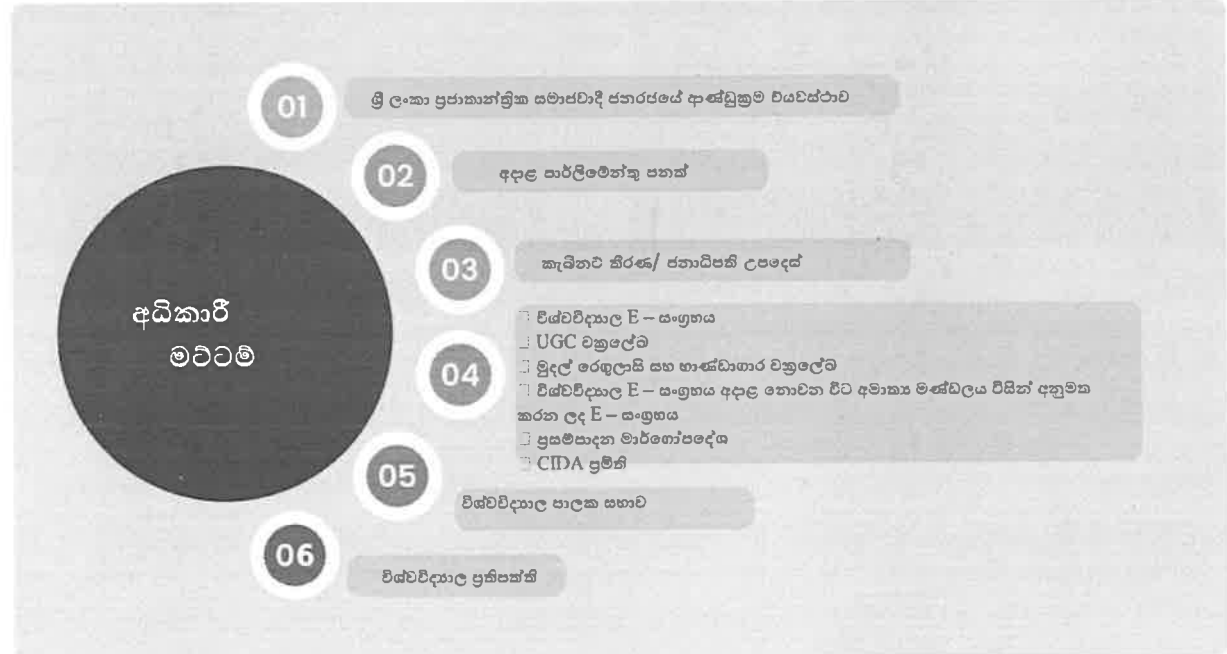 01
ශ්‍රී ලංකා ප්‍රජාතාන්ත්‍රික සමාජවාදී ජනරජයේ ආණ්ඩුක්‍රම ව්යවස්ථාව
02
අදාළ පාර්ලිමේන්තු පනත්
03
කැබිනට් තීරණ/ ජනාධිපති උපදෙස්
අධිකාරී
මට්ටම්
04
විශ්වවිද්‍යාල E – සංග්‍රහය
UGC චක්‍රලේඛ
මුදල් රෙගුලාසි සහ භාණ්ඩාගාර චක්‍රලේඛ
විශ්වවිද්‍යාල E – සංග්‍රහය අදාළ නොවන විට අමාත්‍ය මණ්ඩලය විසින් අනුමත
කරන ලද E – සංග්‍රහය
ප්‍රසම්පාදන මාර්ගෝපදේශ
CIDA ප්‍රමිති
05
විශ්වවිද්‍යාල පාලක සභාව
06
විශ්වවිද්‍යාල ප්‍රතිපත්ති